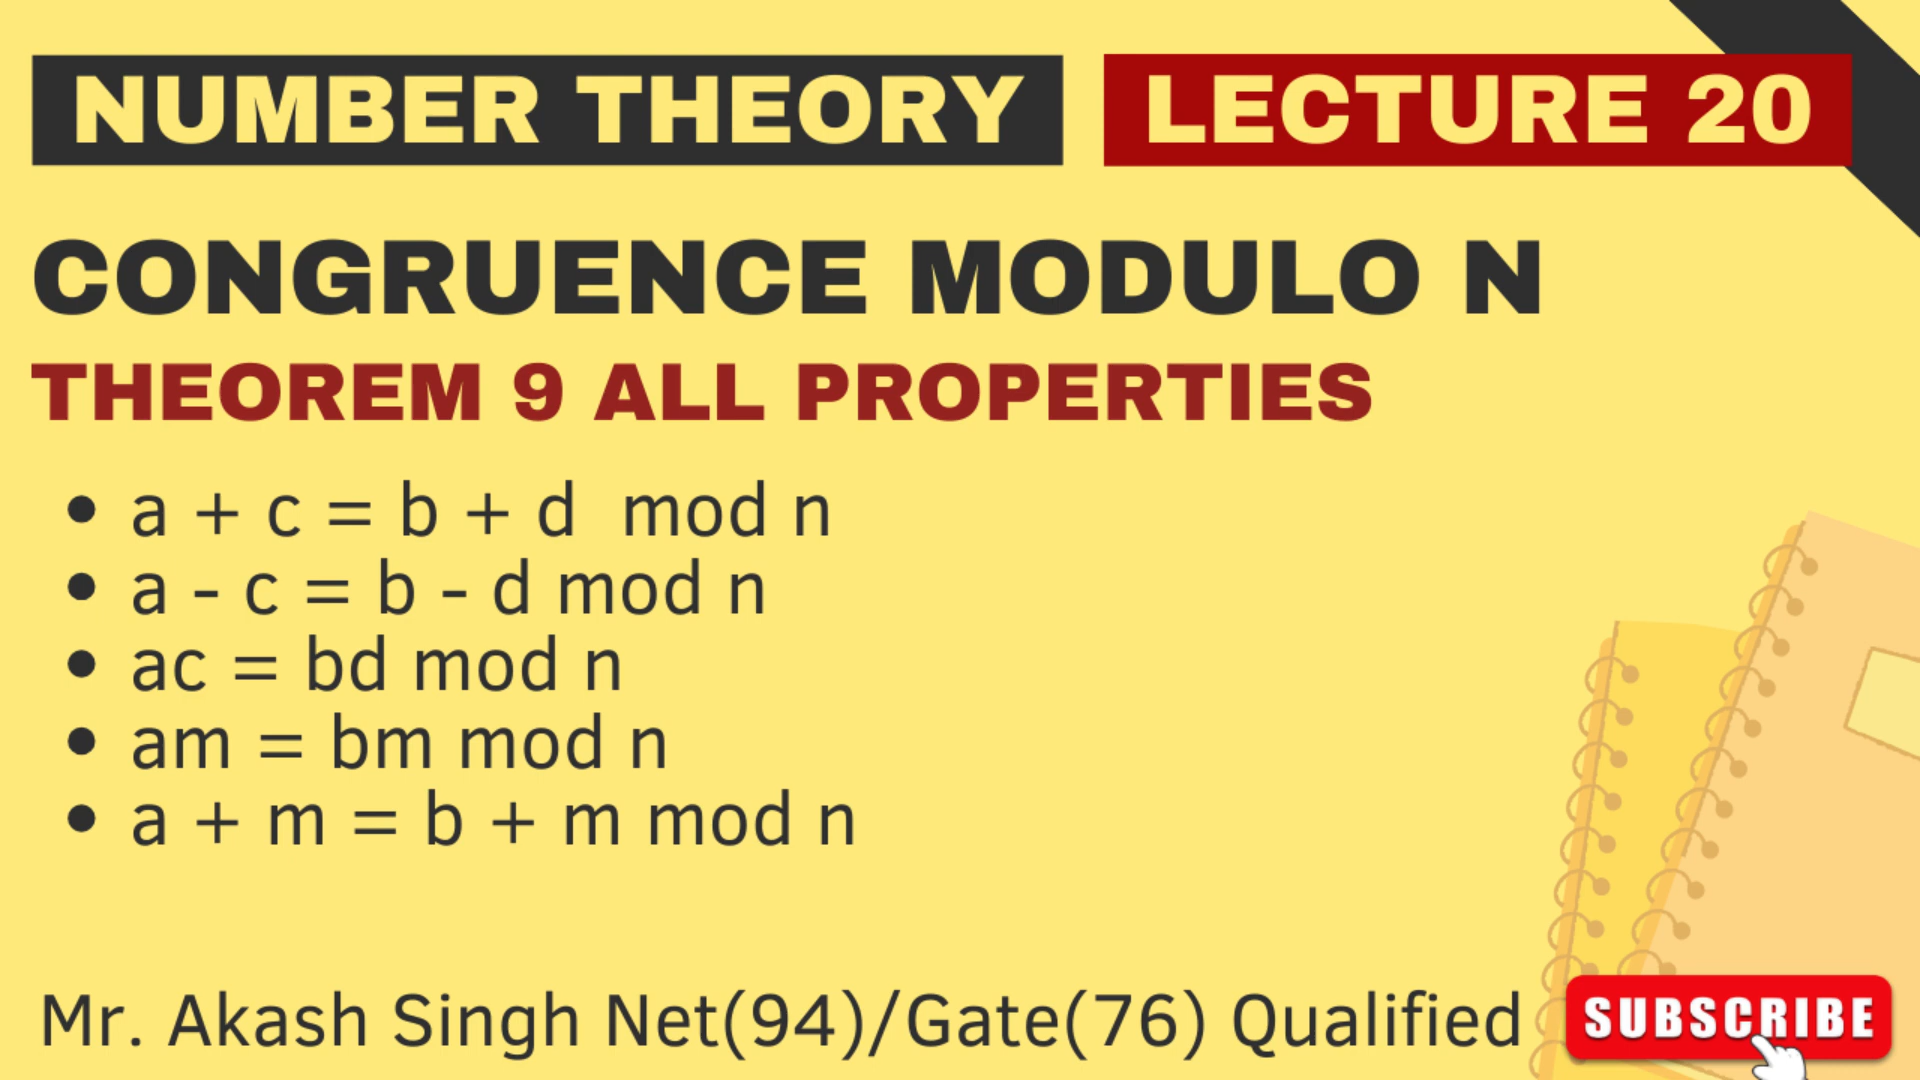 NUMBER THEORY LECTURE 20
CONGRUENCE MODULO N
THEOREM 9 ALL PROPERTIES
• a + c = b + d mod n
• a - c = b - d mod n
• ac = bd mod n
• am = bm mod n
• a + m = b + m mod n
Mr. Akash Singh Net(94)/Gate(76) Qualified
SUBSCRIBE